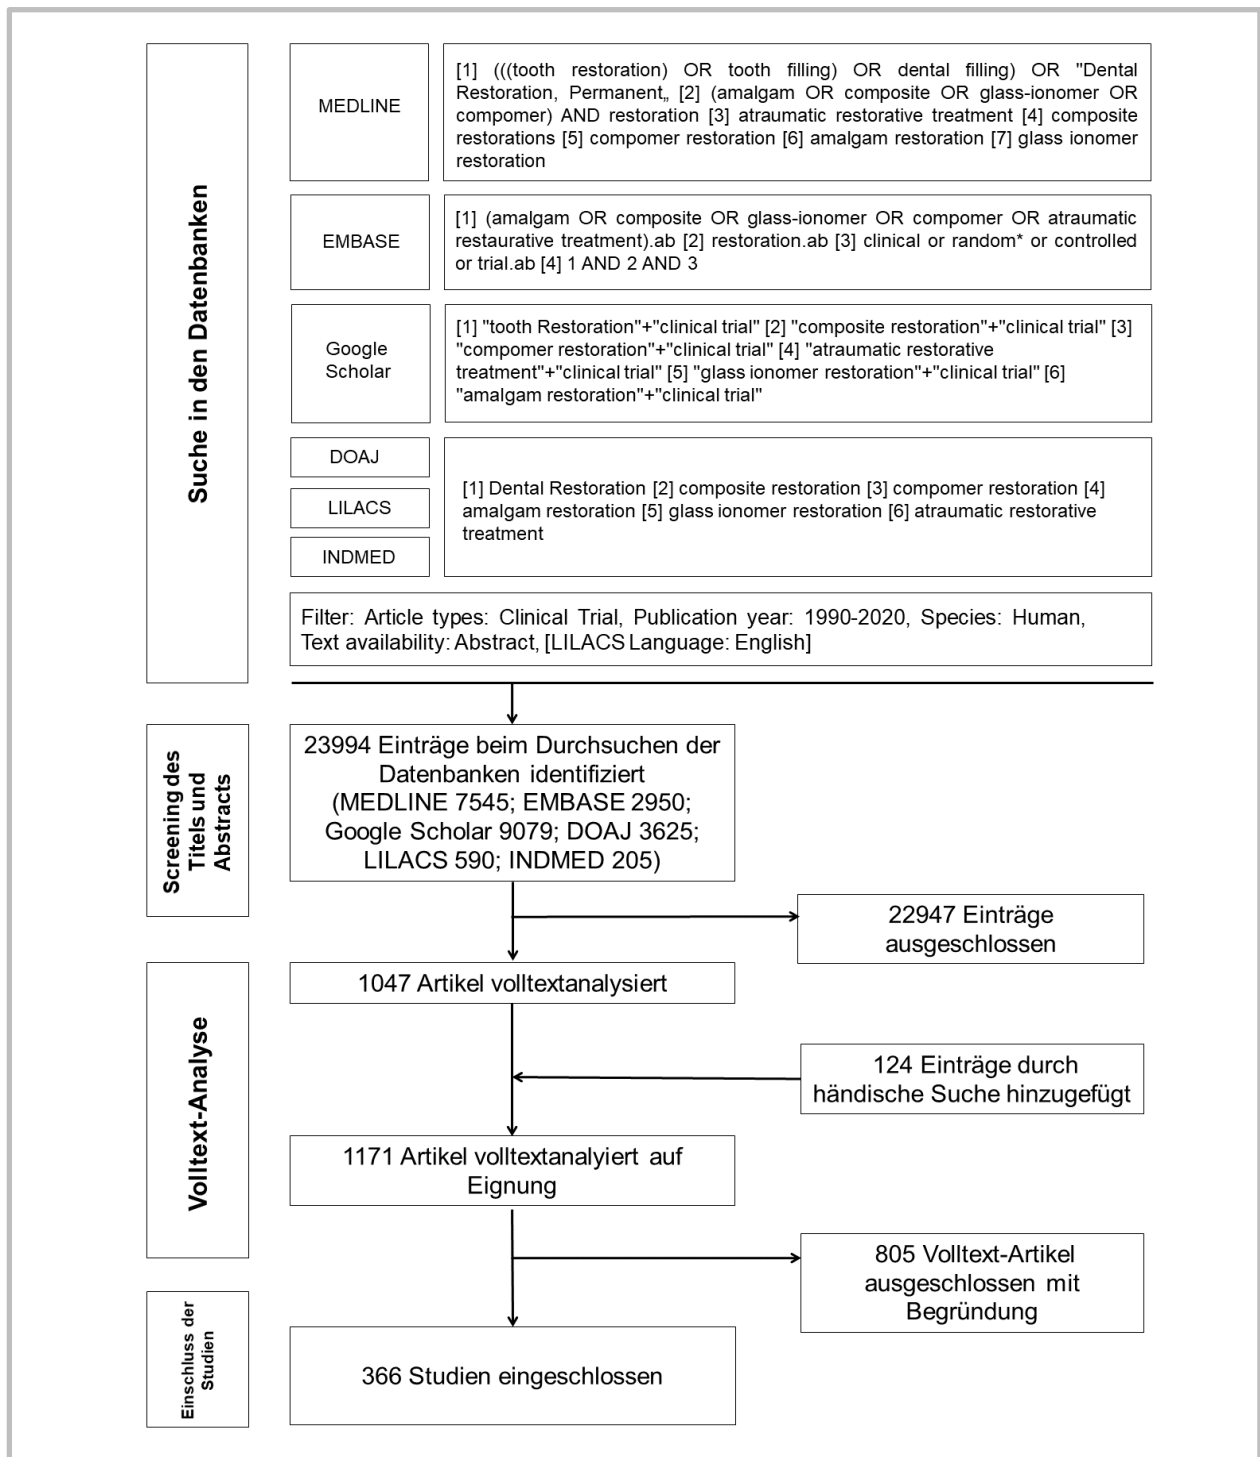 Suche in den Datenbanken
MEDLINE
[1] (((tooth restoration) OR tooth filling) OR dental filling) OR "Dental
Restoration, Permanent„ [2] (amalgam OR composite OR glass-ionomer OR
compomer) AND restoration [3] atraumatic restorative treatment [4] composite
restorations [5] compomer restoration [6] amalgam restoration [7] glass ionomer
restoration
EMBASE
[1] (amalgam OR composite OR glass-ionomer OR compomer OR atraumatic
restaurative treatment).ab [2] restoration.ab [3] clinical or random* or controlled
or trial.ab [4] 1 AND 2 AND 3
Google
Scholar
[1] "tooth Restoration"+"clinical trial" [2] "composite restoration"+"clinical trial" [3]
"compomer restoration"+"clinical trial" [4] "atraumatic restorative
treatment"+"clinical trial" [5] "glass ionomer restoration"+"clinical trial" [6]
"amalgam restoration"+"clinical trial"
DOAJ
LILACS
INDMED
[1] Dental Restoration [2] composite restoration [3] compomer restoration [4]
amalgam restoration [5] glass ionomer restoration [6] atraumatic restorative
treatment
Filter: Article types: Clinical Trial, Publication year: 1990-2020, Species: Human,
Text availability: Abstract, [LILACS Language: English]
Screening des
Titels und
Abstracts
23994 Einträge beim Durchsuchen der
Datenbanken identifiziert
(MEDLINE 7545; EMBASE 2950;
Google Scholar 9079; DOAJ 3625;
LILACS 590; INDMED 205)
22947 Einträge
ausgeschlossen
Volltext-Analyse
1047 Artikel volltextanalysiert
124 Einträge durch
händische Suche hinzugefügt
1171 Artikel volltextanalyiert auf
Eignung
805 Volltext-Artikel
ausgeschlossen mit
Begründung
Einschluss der
Studien
366 Studien eingeschlossen